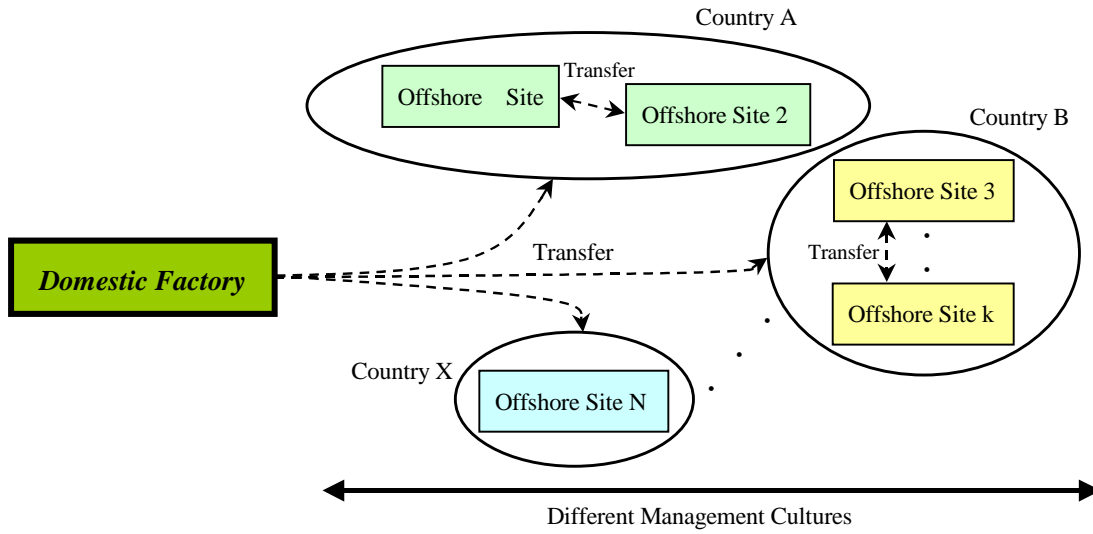 Country A
Transfer
Offshore Site
Offshore Site 2
Country B
Offshore Site 3
Transfer
Offshore Site k
Domestic Factory
Transfer
Country X
Offshore Site N
Different Management Cultures